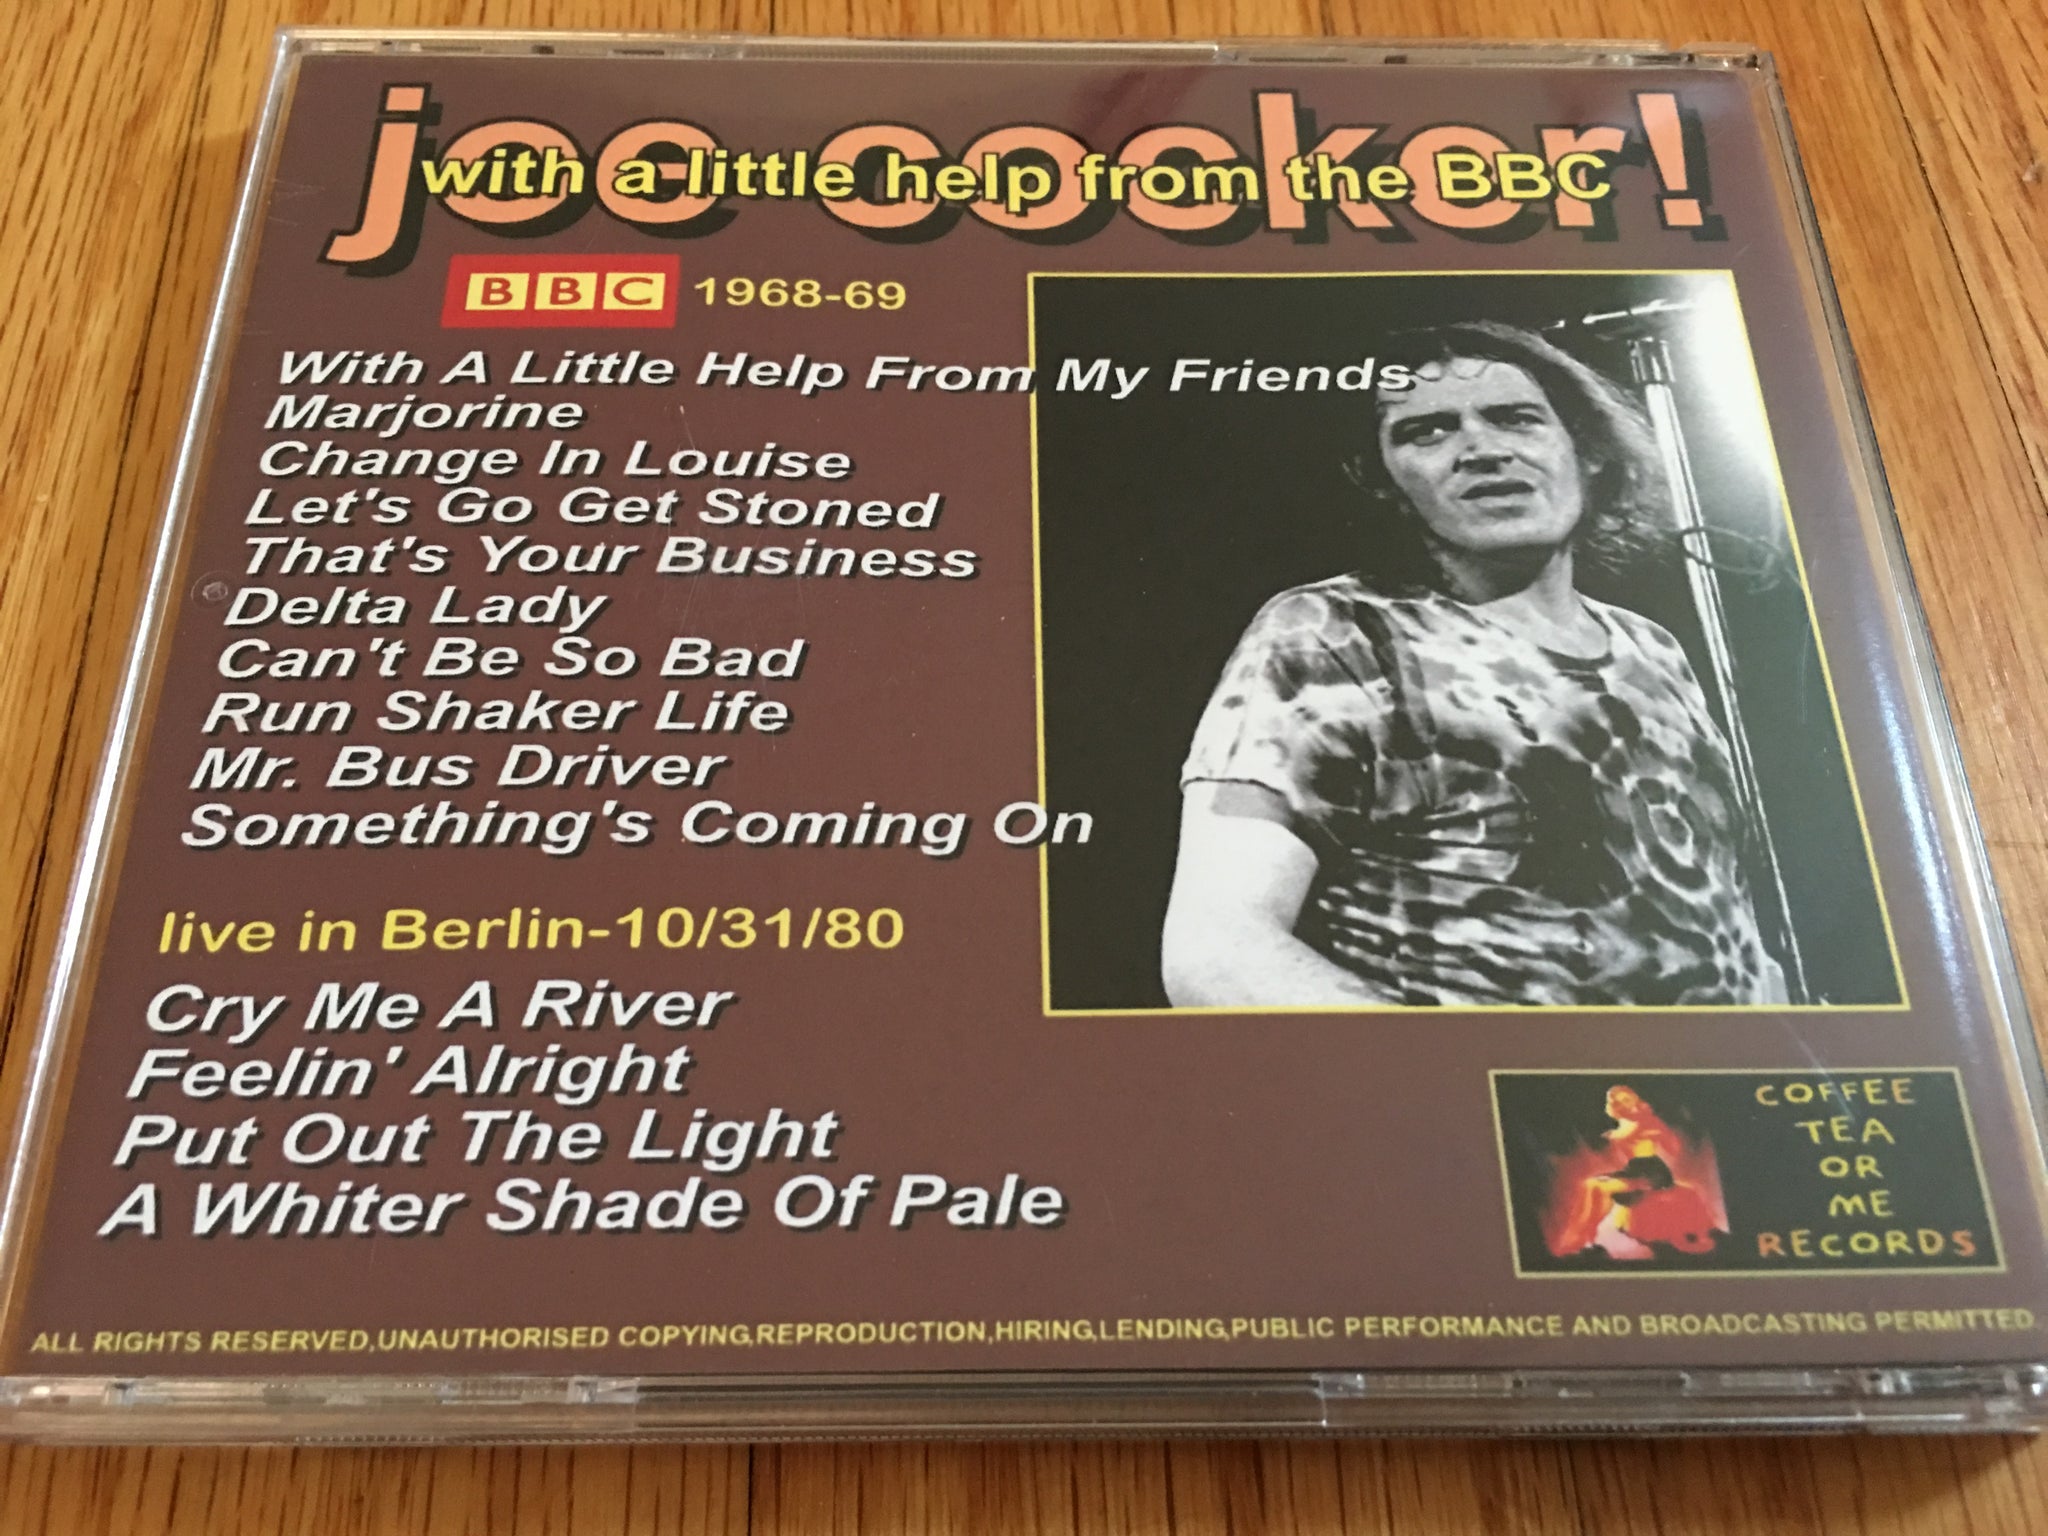 joe cooker!
with a little help from the BBC
BBC 1968-69
With A Little Help From My Friends
Marjorine
Change In Louise
Let's Go Get Stoned
That's Your Business
Delta Lady
Can't Be So Bad
Run Shaker Life
Mr. Bus Driver
Something's Coming On
live in Berlin-10/31/80
Cry Me A River
Feelin' Alright
Put Out The Light
A Whiter Shade Of Pale
COFFEE
TEA
OR
ME
RECORDS
ALL RIGHTS RESERVED,UNAUTHORISED COPYING,REPRODUCTION,HIRING,LENDING,PUBLIC PERFORMANCE AND BROADCASTING PERMITTED.